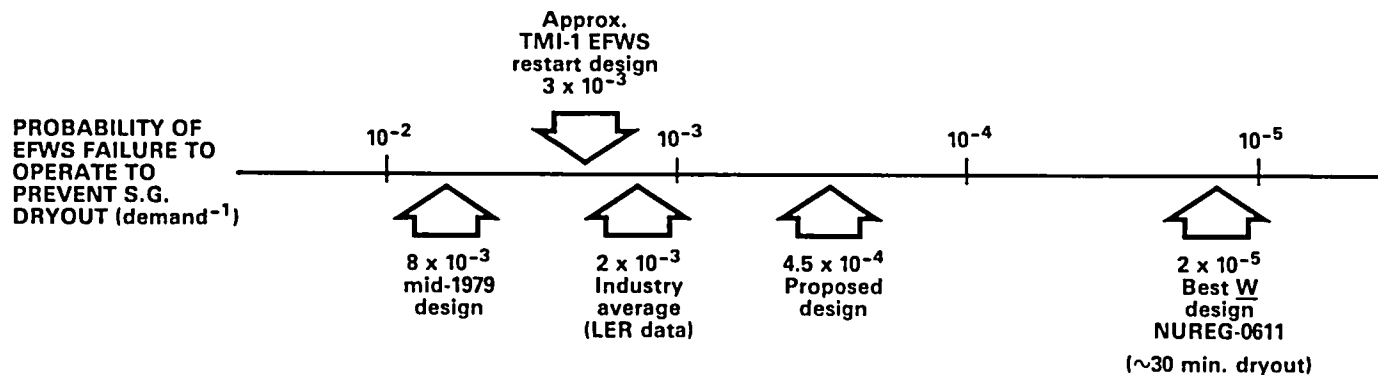 Approx.
TMI-1 EFWS
restart design
3 x 10⁻³
PROBABILITY OF
EFWS FAILURE TO
OPERATE TO
PREVENT S.G.
DRYOUT (demand⁻¹)
10⁻²
10⁻³
10⁻⁴
10⁻⁵
8 x 10⁻³
mid-1979
design
2 x 10⁻³
Industry
average
(LER data)
4.5 x 10⁻⁴
Proposed
design
2 x 10⁻⁵
Best W
design
NUREG-0611
(~30 min. dryout)